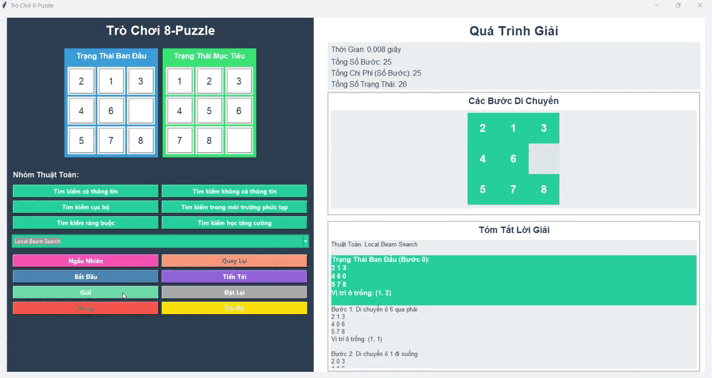 Trò Chơi 8-Puzzle
Trò Chơi 8-Puzzle
Trạng Thái Ban Đầu
2 1 3
4 6
5 7 8
Trạng Thái Mục Tiêu
1 2 3
4 5 6
7 8
Nhóm Thuật Toán:
Tìm kiếm có thông tin
Tìm kiếm không có thông tin
Tìm kiếm cục bộ
Tìm kiếm trong môi trường phức tạp
Tìm kiếm ràng buộc
Tìm kiếm học tăng cường
Local Beam Search
Ngẫu Nhiên
Quay Lại
Bắt Đầu
Tiến Tới
Giải
Đặt Lại
Quá Trình Giải
Thời Gian: 0.008 giây
Tổng Số Bước: 25
Tổng Chi Phí (Số Bước): 25
Tổng Số Trạng Thái: 26
Các Bước Di Chuyển
2 1 3
4 6
5 7 8
Tóm Tắt Lời Giải
Thuật Toán: Local Beam Search
Trạng Thái Ban Đầu (Bước 0):
2 1 3
4 6 0
5 7 8
Vị trí ô trống: (1, 2)
Bước 1: Di chuyển ô 6 qua phải
2 1 3
4 0 6
5 7 8
Vị trí ô trống: (1, 1)
Bước 2: Di chuyển ô 1 đi xuống
2 0 3